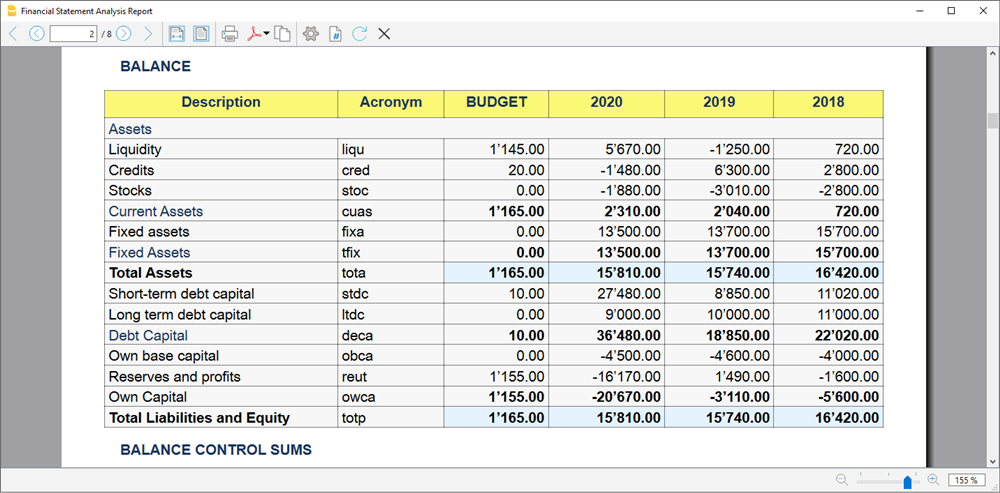 Financial Statement Analysis Report
2 / 8
BALANCE
Description Acronym BUDGET 2020 2019 2018
Assets
Liquidity liqu 1'145.00 5'670.00 -1'250.00 720.00
Credits cred 20.00 -1'480.00 6'300.00 2'800.00
Stocks stoc 0.00 -1'880.00 -3'010.00 -2'800.00
Current Assets cuas 1'165.00 2'310.00 2'040.00 720.00
Fixed assets fixa 0.00 13'500.00 13'700.00 15'700.00
Fixed Assets tfix 0.00 13'500.00 13'700.00 15'700.00
Total Assets tota 1'165.00 15'810.00 15'740.00 16'420.00
Short-term debt capital stdc 10.00 27'480.00 8'850.00 11'020.00
Long term debt capital ltdc 0.00 9'000.00 10'000.00 11'000.00
Debt Capital deca 10.00 36'480.00 18'850.00 22'020.00
Own base capital obca 0.00 -4'500.00 -4'600.00 -4'000.00
Reserves and profits reut 1'155.00 -16'170.00 1'490.00 -1'600.00
Own Capital owca 1'155.00 -20'670.00 -3'110.00 -5'600.00
Total Liabilities and Equity totp 1'165.00 15'810.00 15'740.00 16'420.00
BALANCE CONTROL SUMS
155 %